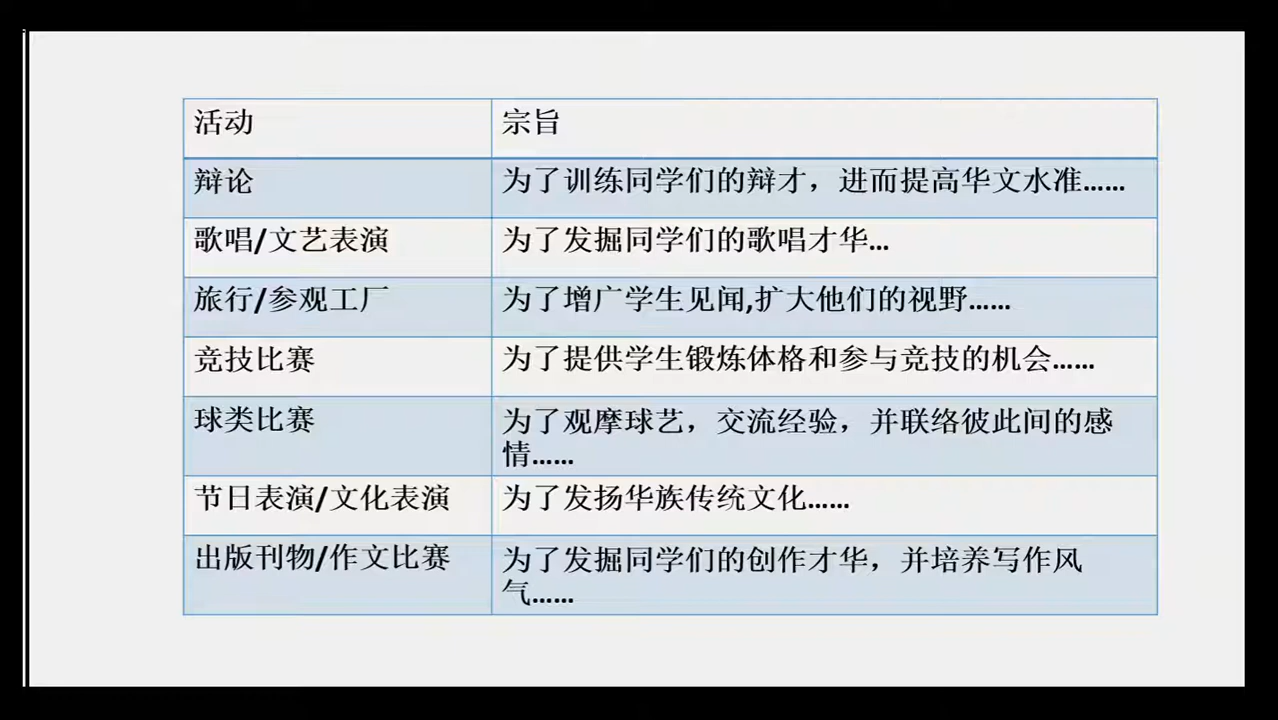 活动
宗旨
辩论
为了训练同学们的辩才，进而提高华文水准……
歌唱/文艺表演
为了发掘同学们的歌唱才华…
旅行/参观工厂
为了增广学生见闻,扩大他们的视野……
竞技比赛
为了提供学生锻炼体格和参与竞技的机会……
球类比赛
为了观摩球艺，交流经验，并联络彼此间的感
情……
节日表演/文化表演
为了发扬华族传统文化……
出版刊物/作文比赛
为了发掘同学们的创作才华，并培养写作风
气……